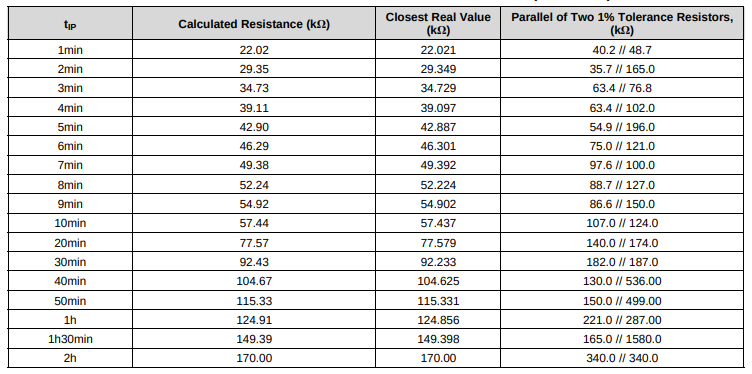 tIP Calculated Resistance (kΩ) Closest Real Value (kΩ) Parallel of Two 1% Tolerance Resistors, (kΩ)
1min 22.02 22.021 40.2 // 48.7
2min 29.35 29.349 35.7 // 165.0
3min 34.73 34.729 63.4 // 76.8
4min 39.11 39.097 63.4 // 102.0
5min 42.90 42.887 54.9 // 196.0
6min 46.29 46.301 75.0 // 121.0
7min 49.38 49.392 97.6 // 100.0
8min 52.24 52.224 88.7 // 127.0
9min 54.92 54.902 86.6 // 150.0
10min 57.44 57.437 107.0 // 124.0
20min 77.57 77.579 140.0 // 174.0
30min 92.43 92.233 182.0 // 187.0
40min 104.67 104.625 130.0 // 536.00
50min 115.33 115.331 150.0 // 499.00
1h 124.91 124.856 221.0 // 287.00
1h30min 149.39 149.398 165.0 // 1580.0
2h 170.00 170.00 340.0 // 340.0